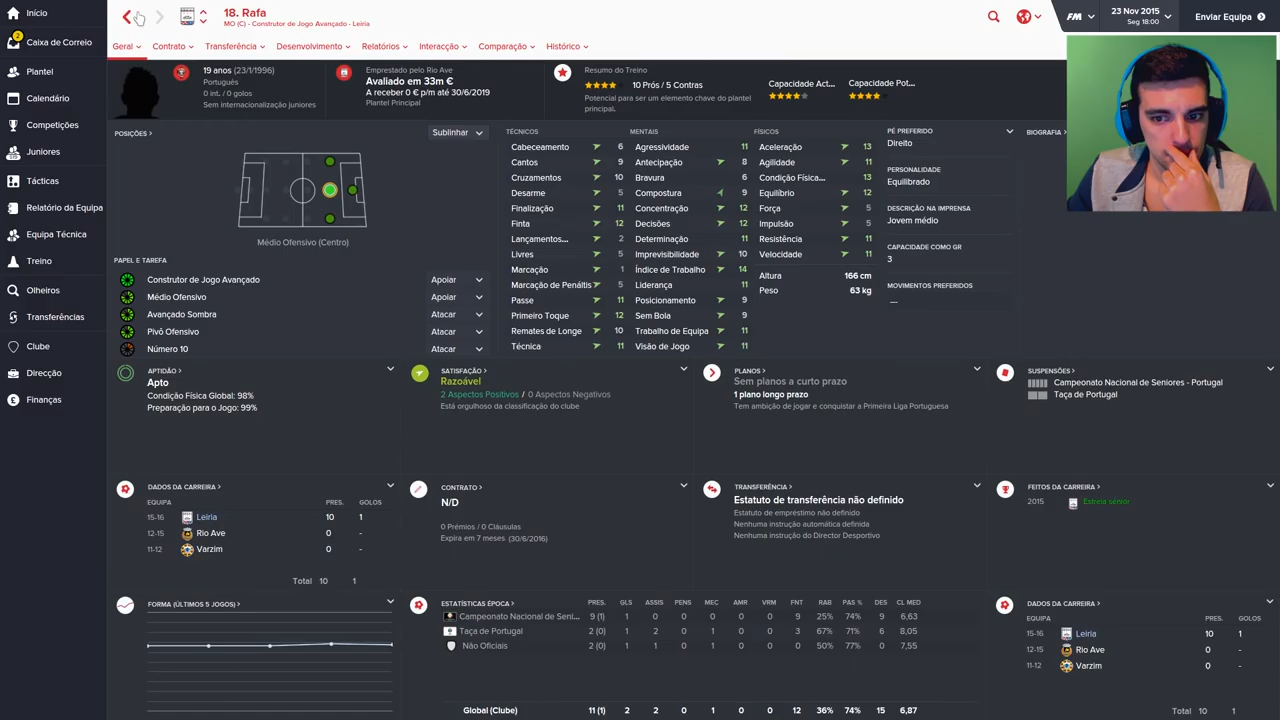 Início
2
Caixa de Correio
Plantel
Calendário
Competições
Juniores
Tácticas
Relatório da Equipa
Equipa Técnica
Treino
Olheiros
Transferências
Clube
Direcção
Finanças
18. Rafa
MO (C) - Construtor de Jogo Avançado - Leiria
FM
23 Nov 2015
Seg 18:00
Enviar Equipa
Geral Contrato Transferência Desenvolvimento Relatórios Interacção Comparação Histórico
19 anos (23/1/1996)
Português
0 int. / 0 golos
Sem internacionalização juniores
Emprestado pelo Rio Ave
Avaliado em 33m €
A receber 0 € p/m até 30/6/2019
Plantel Principal
Resumo do Treino
10 Prós / 5 Contras
Potencial para ser um elemento chave do plantel
principal.
Capacidade Act...
Capacidade Pot...
POSIÇÕES >
Sublinhar
Médio Ofensivo (Centro)
PAPEL E TAREFA
Construtor de Jogo Avançado Apoiar
Médio Ofensivo Apoiar
Avançado Sombra Atacar
Pivô Ofensivo Atacar
Número 10 Atacar
TÉCNICOS
Cabeceamento 6
Cantos 9
Cruzamentos 10
Desarme 5
Finalização 11
Finta 12
Lançamentos... 2
Livres 5
Marcação 1
Marcação de Penáltis 5
Passe 11
Primeiro Toque 12
Remates de Longe 10
Técnica 11
MENTAIS
Agressividade 11
Antecipação 8
Bravura 6
Compostura 9
Concentração 12
Decisões 12
Determinação 11
Imprevisibilidade 10
Índice de Trabalho 14
Liderança 11
Posicionamento 9
Sem Bola 9
Trabalho de Equipa 11
Visão de Jogo 11
FÍSICOS
Aceleração 13
Agilidade 11
Condição Física... 13
Equilíbrio 12
Força 5
Impulsão 5
Resistência 11
Velocidade 11
Altura 166 cm
Peso 63 kg
PÉ PREFERIDO
Direito
PERSONALIDADE
Equilibrado
DESCRIÇÃO NA IMPRENSA
Jovem médio
CAPACIDADE COMO GR
3
MOVIMENTOS PREFERIDOS
—
BIOGRAFIA >
APTIDÃO >
Apto
Condição Física Global: 98%
Preparação para o Jogo: 99%
SATISFAÇÃO >
Razoável
2 Aspectos Positivos / 0 Aspectos Negativos
Está orgulhoso da classificação do clube
PLANOS >
Sem planos a curto prazo
1 plano longo prazo
Tem ambição de jogar e conquistar a Primeira Liga Portuguesa
SUSPENSÕES >
Campeonato Nacional de Seniores - Portugal
Taça de Portugal
DADOS DA CARREIRA >
EQUIPA PRES. GOLOS
15-16 Leiria 10 1
12-15 Rio Ave 0 -
11-12 Varzim 0 -
Total 10 1
CONTRATO >
N/D
0 Prémios / 0 Cláusulas
Expira em 7 meses (30/6/2016)
TRANSFERÊNCIA >
Estatuto de transferência não definido
Estatuto de empréstimo não definido
Nenhuma instrução automática definida
Nenhuma instrução do Director Desportivo
FEITOS DA CARREIRA >
2015 Estreia sénior
FORMA (ÚLTIMOS 5 JOGOS) >
ESTATÍSTICAS ÉPOCA > PRES. GLS ASSIS PENS MEC AMR VRM FNT RAB PAS % DES CL MED
Campeonato Nacional de Seni... 9 (1) 1 0 0 0 0 0 9 25% 74% 9 6,63
Taça de Portugal 2 (0) 1 2 0 1 0 0 3 67% 71% 6 8,05
Não Oficiais 2 (0) 1 1 0 1 0 0 0 50% 77% 0 7,55
Global (Clube) 11 (1) 2 2 0 1 0 0 12 36% 74% 15 6,87
DADOS DA CARREIRA >
EQUIPA PRES. GOLOS
15-16 Leiria 10 1
12-15 Rio Ave 0 -
11-12 Varzim 0 -
Total 10 1